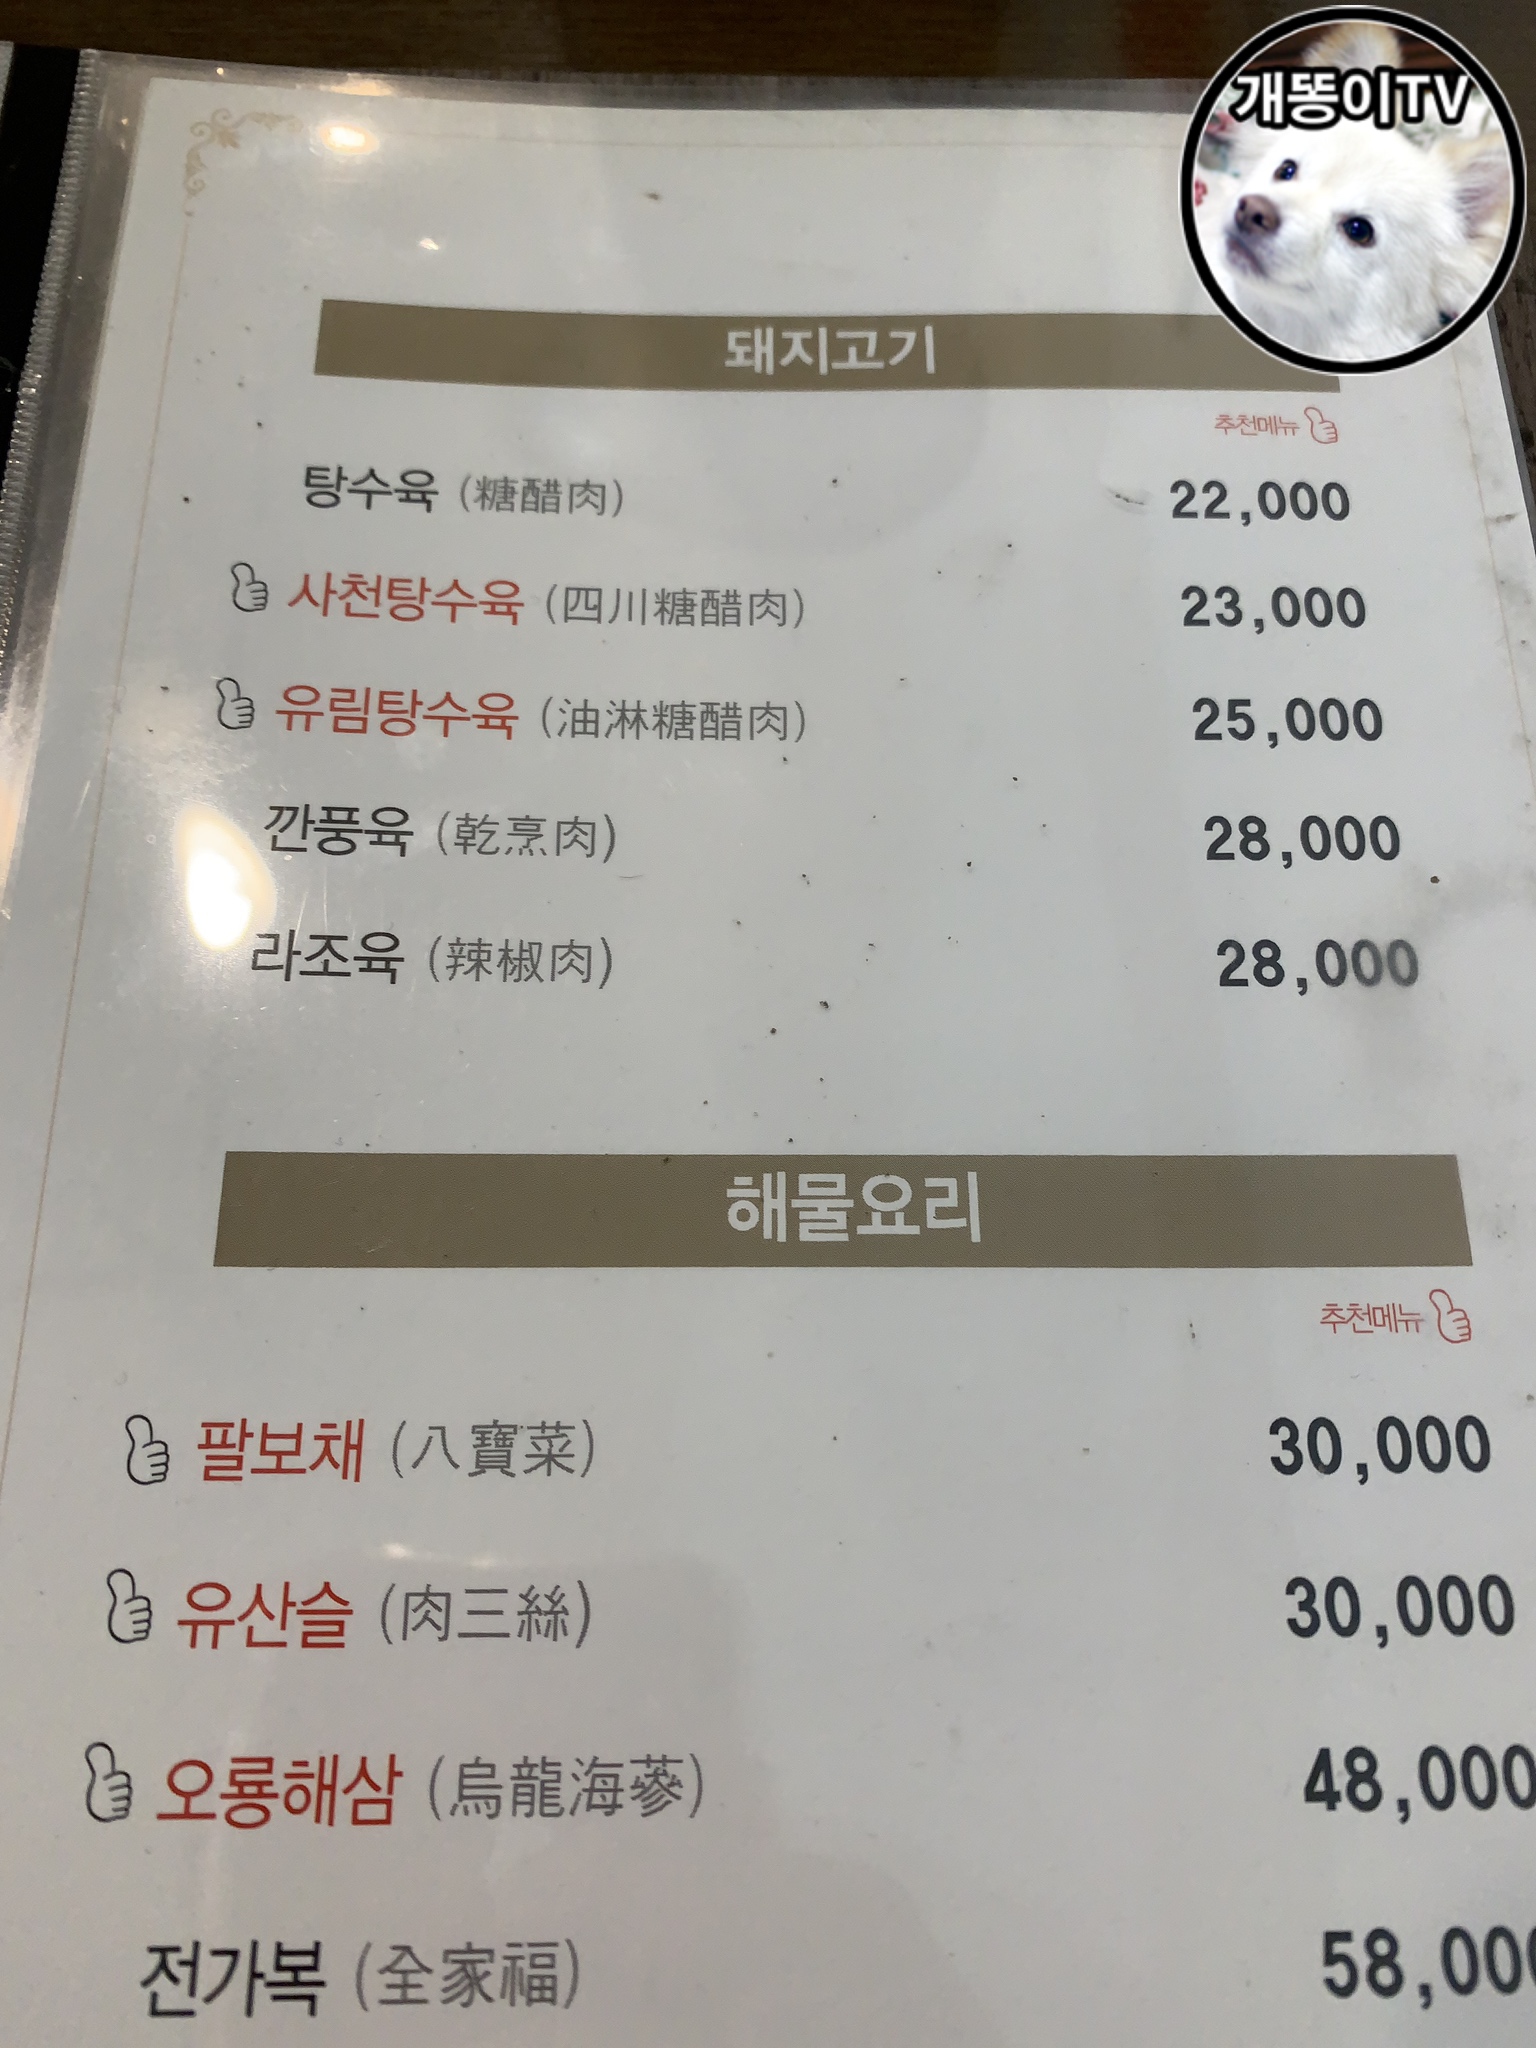 개똥이TV
돼지고기
추천메뉴
탕수육 (糖醋肉) 22,000
사천탕수육 (四川糖醋肉) 23,000
유림탕수육 (油淋糖醋肉) 25,000
깐풍육 (乾烹肉) 28,000
라조육 (辣椒肉) 28,000
해물요리
추천메뉴
팔보채 (八寶菜) 30,000
유산슬 (肉三絲) 30,000
오룡해삼 (烏龍海蔘) 48,000
전가복 (全家福) 58,000